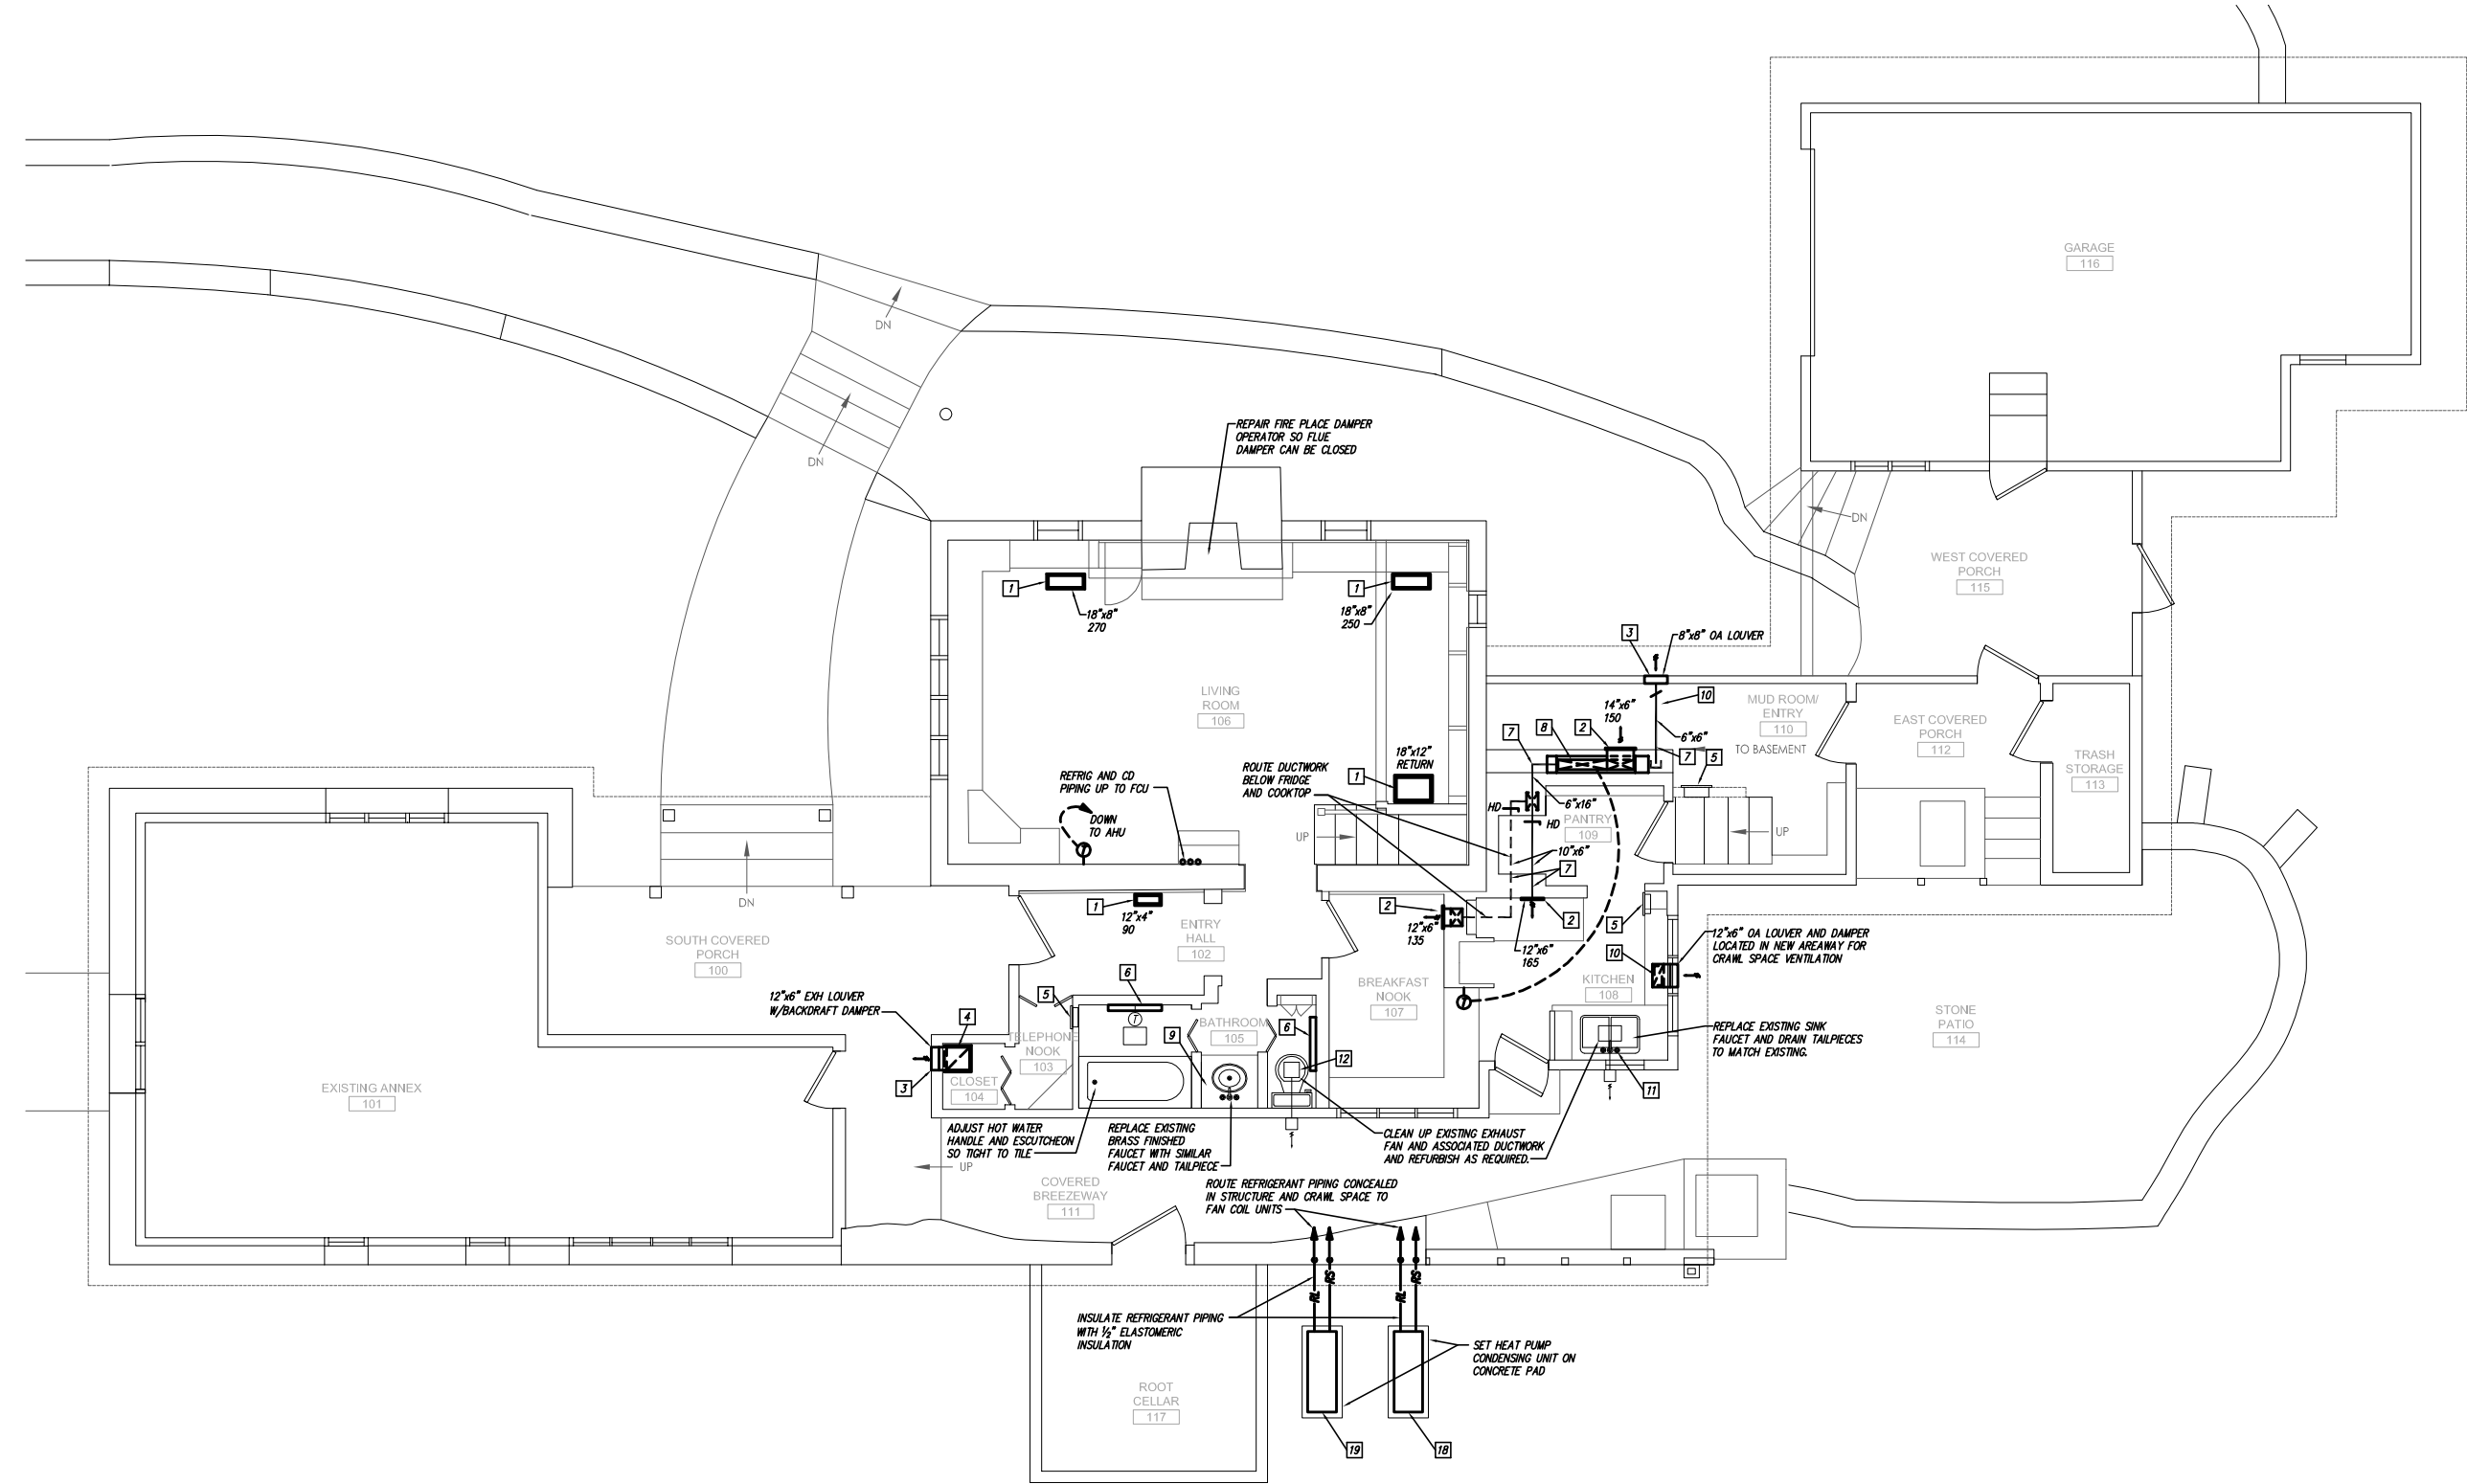 GARAGE
116
DN
DN
REPAIR FIRE PLACE DAMPER
OPERATOR SO FLUE
DAMPER CAN BE CLOSED
DN
WEST COVERED
PORCH
115
1
18"x8"
270
1
18"x8"
250
3
8"x8" OA LOUVER
LIVING
ROOM
106
10
14"x6"
150
MUD ROOM/
ENTRY
110
6"x6"
7
8
2
7
5
TO BASEMENT
EAST COVERED
PORCH
112
TRASH
STORAGE
113
18"x12"
RETURN
1
ROUTE DUCTWORK
BELOW FRIDGE
AND COOKTOP
REFRIG AND CD
PIPING UP TO FCU
DOWN
TO AHU
HD
6"x16"
HD
PANTRY
109
UP
UP
10"x6"
7
DN
1
12"x4"
90
2
12"x6"
135
2
12"x6"
165
5
ENTRY
HALL
102
SOUTH COVERED
PORCH
100
12"x6" OA LOUVER AND DAMPER
LOCATED IN NEW AREAWAY FOR
CRAWL SPACE VENTILATION
10
KITCHEN
108
BREAKFAST
NOOK
107
6
5
12"x6" EXH LOUVER
W/BACKDRAFT DAMPER
4
T
BATHROOM
105
6
9
12
TELEPHONE
NOOK
103
CLOSET
104
3
STONE
PATIO
114
REPLACE EXISTING SINK
FAUCET AND DRAIN TAILPIECES
TO MATCH EXISTING.
11
EXISTING ANNEX
101
ADJUST HOT WATER
HANDLE AND ESCUTCHEON
SO TIGHT TO TILE
REPLACE EXISTING
BRASS FINISHED
FAUCET WITH SIMILAR
FAUCET AND TAILPIECE
CLEAN UP EXISTING EXHAUST
FAN AND ASSOCIATED DUCTWORK
AND REFURBISH AS REQUIRED.
UP
COVERED
BREEZEWAY
111
ROUTE REFRIGERANT PIPING CONCEALED
IN STRUCTURE AND CRAWL SPACE TO
FAN COIL UNITS
RL
RS
RL
RS
INSULATE REFRIGERANT PIPING
WITH ½" ELASTOMERIC
INSULATION
SET HEAT PUMP
CONDENSING UNIT ON
CONCRETE PAD
ROOT
CELLAR
117
19
18